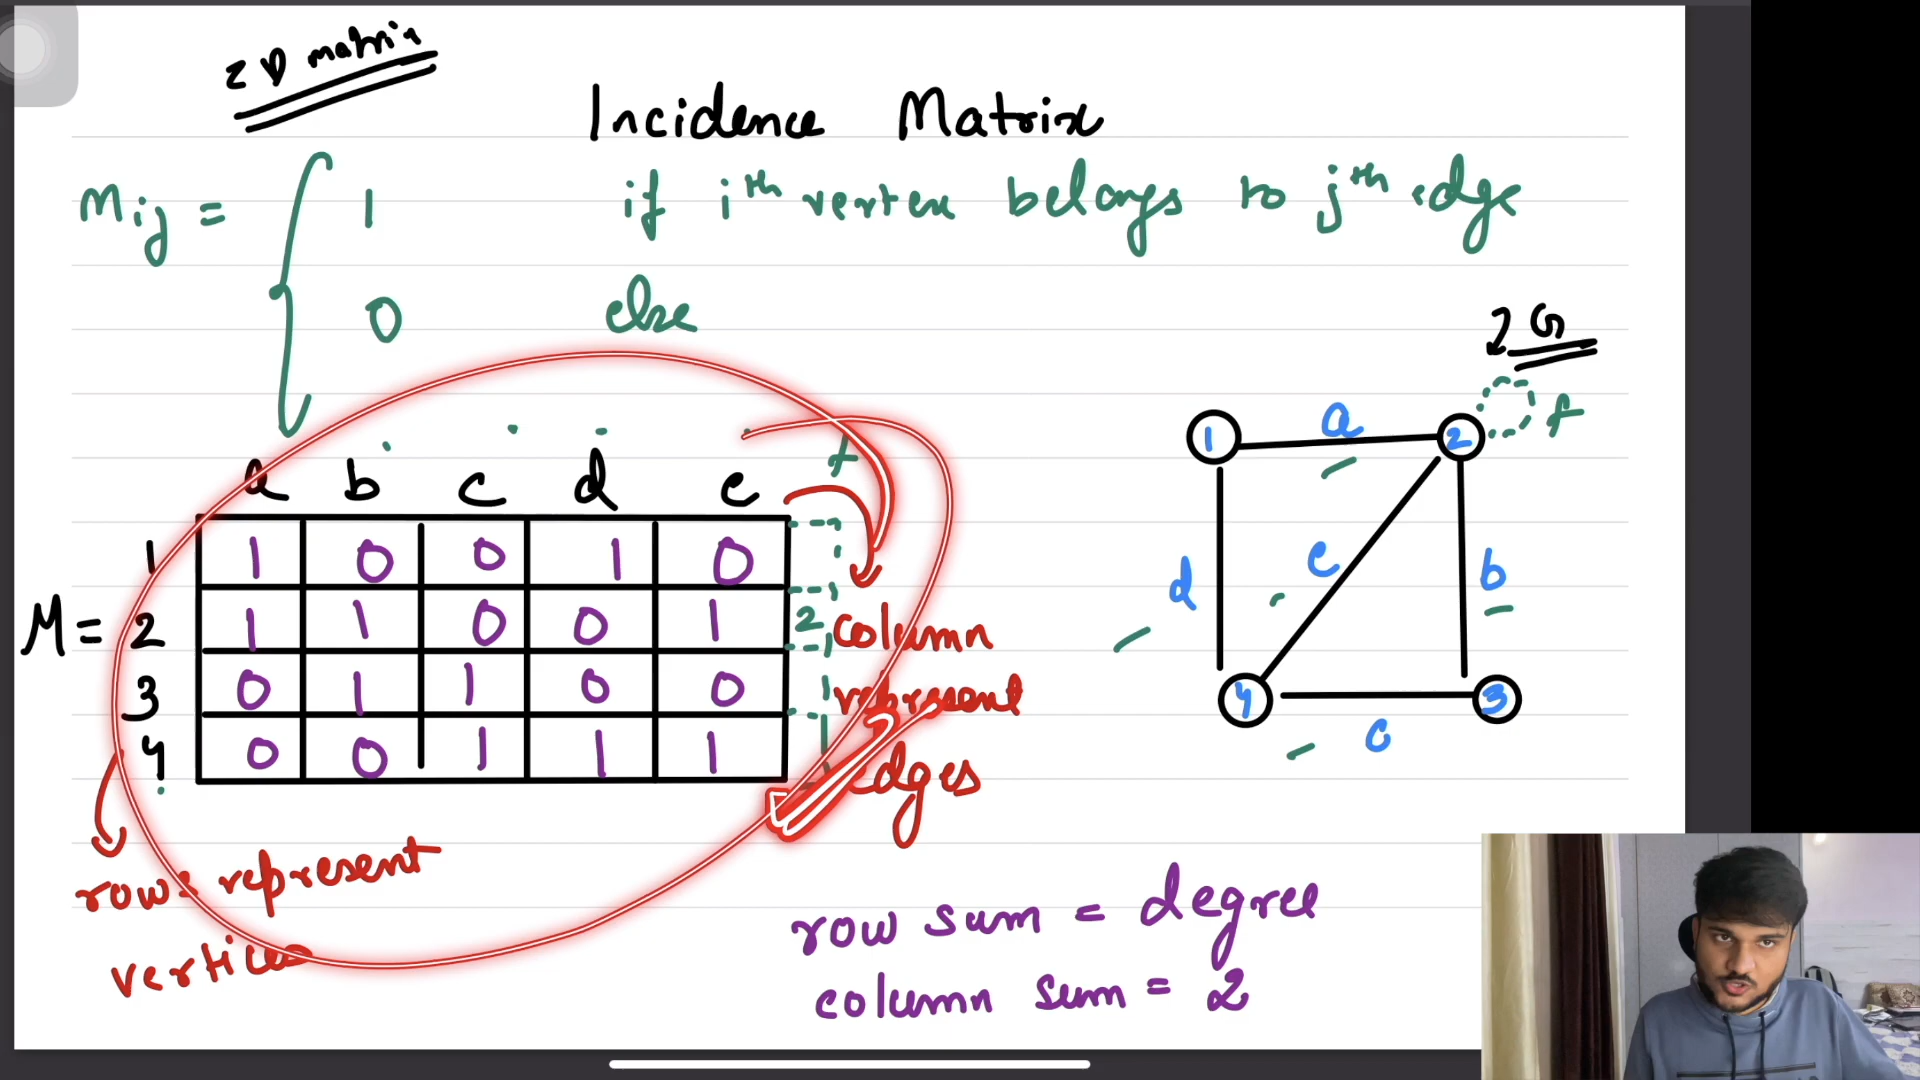 2D matrix
Incidence Matrix
Mij = { 1 if ith vertex belongs to jth edge
0 else
G
a b c d e f
1 1 0 0 1 0
M = 2 1 1 0 0 1 2
3 0 1 1 0 0
4 0 0 1 1 1
column
represent
edges
rows represent
vertices
1 a 2 f
d e b
4 c 3
row sum = degree
column sum = 2